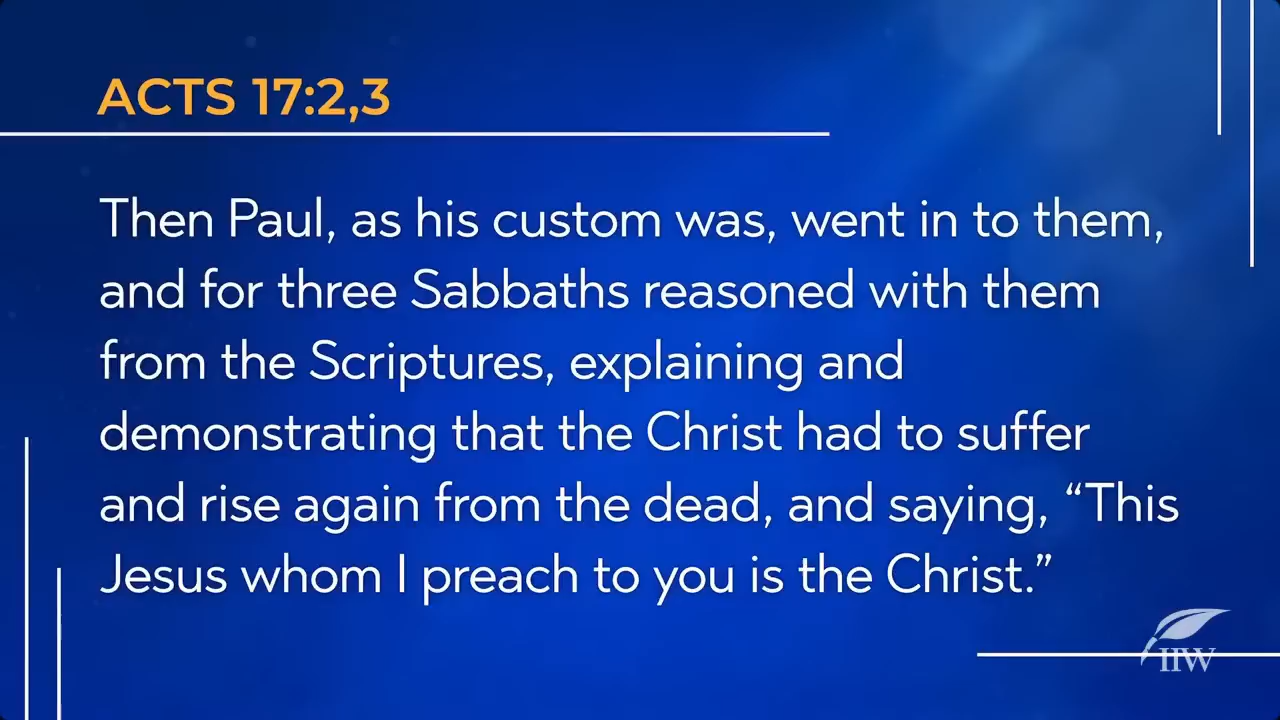 ACTS 17:2,3
Then Paul, as his custom was, went in to them,
and for three Sabbaths reasoned with them
from the Scriptures, explaining and
demonstrating that the Christ had to suffer
and rise again from the dead, and saying, “This
Jesus whom I preach to you is the Christ.”
IIW